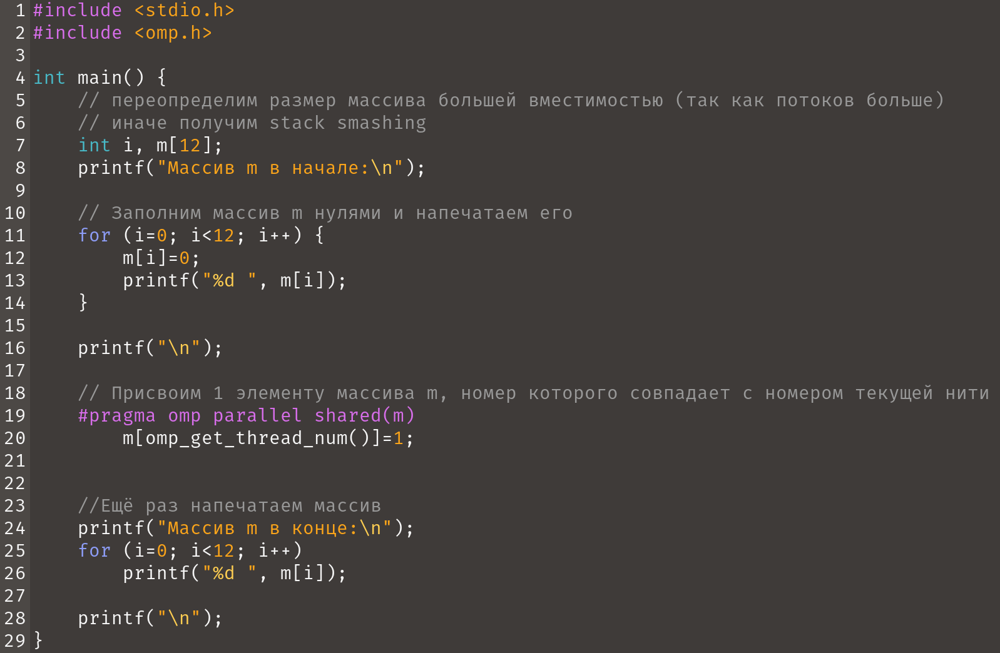 1 #include <stdio.h>
2 #include <omp.h>
3
4 int main() {
5     // переопределим размер массива большей вместимостью (так как потоков больше)
6     // иначе получим stack smashing
7     int i, m[12];
8     printf("Массив m в начале:\n");
9
10     // Заполним массив m нулями и напечатаем его
11     for (i=0; i<12; i++) {
12         m[i]=0;
13         printf("%d ", m[i]);
14     }
15
16     printf("\n");
17
18     // Присвоим 1 элементу массива m, номер которого совпадает с номером текущей нити
19     #pragma omp parallel shared(m)
20         m[omp_get_thread_num()]=1;
21
22
23     //Ещё раз напечатаем массив
24     printf("Массив m в конце:\n");
25     for (i=0; i<12; i++)
26         printf("%d ", m[i]);
27
28     printf("\n");
29 }